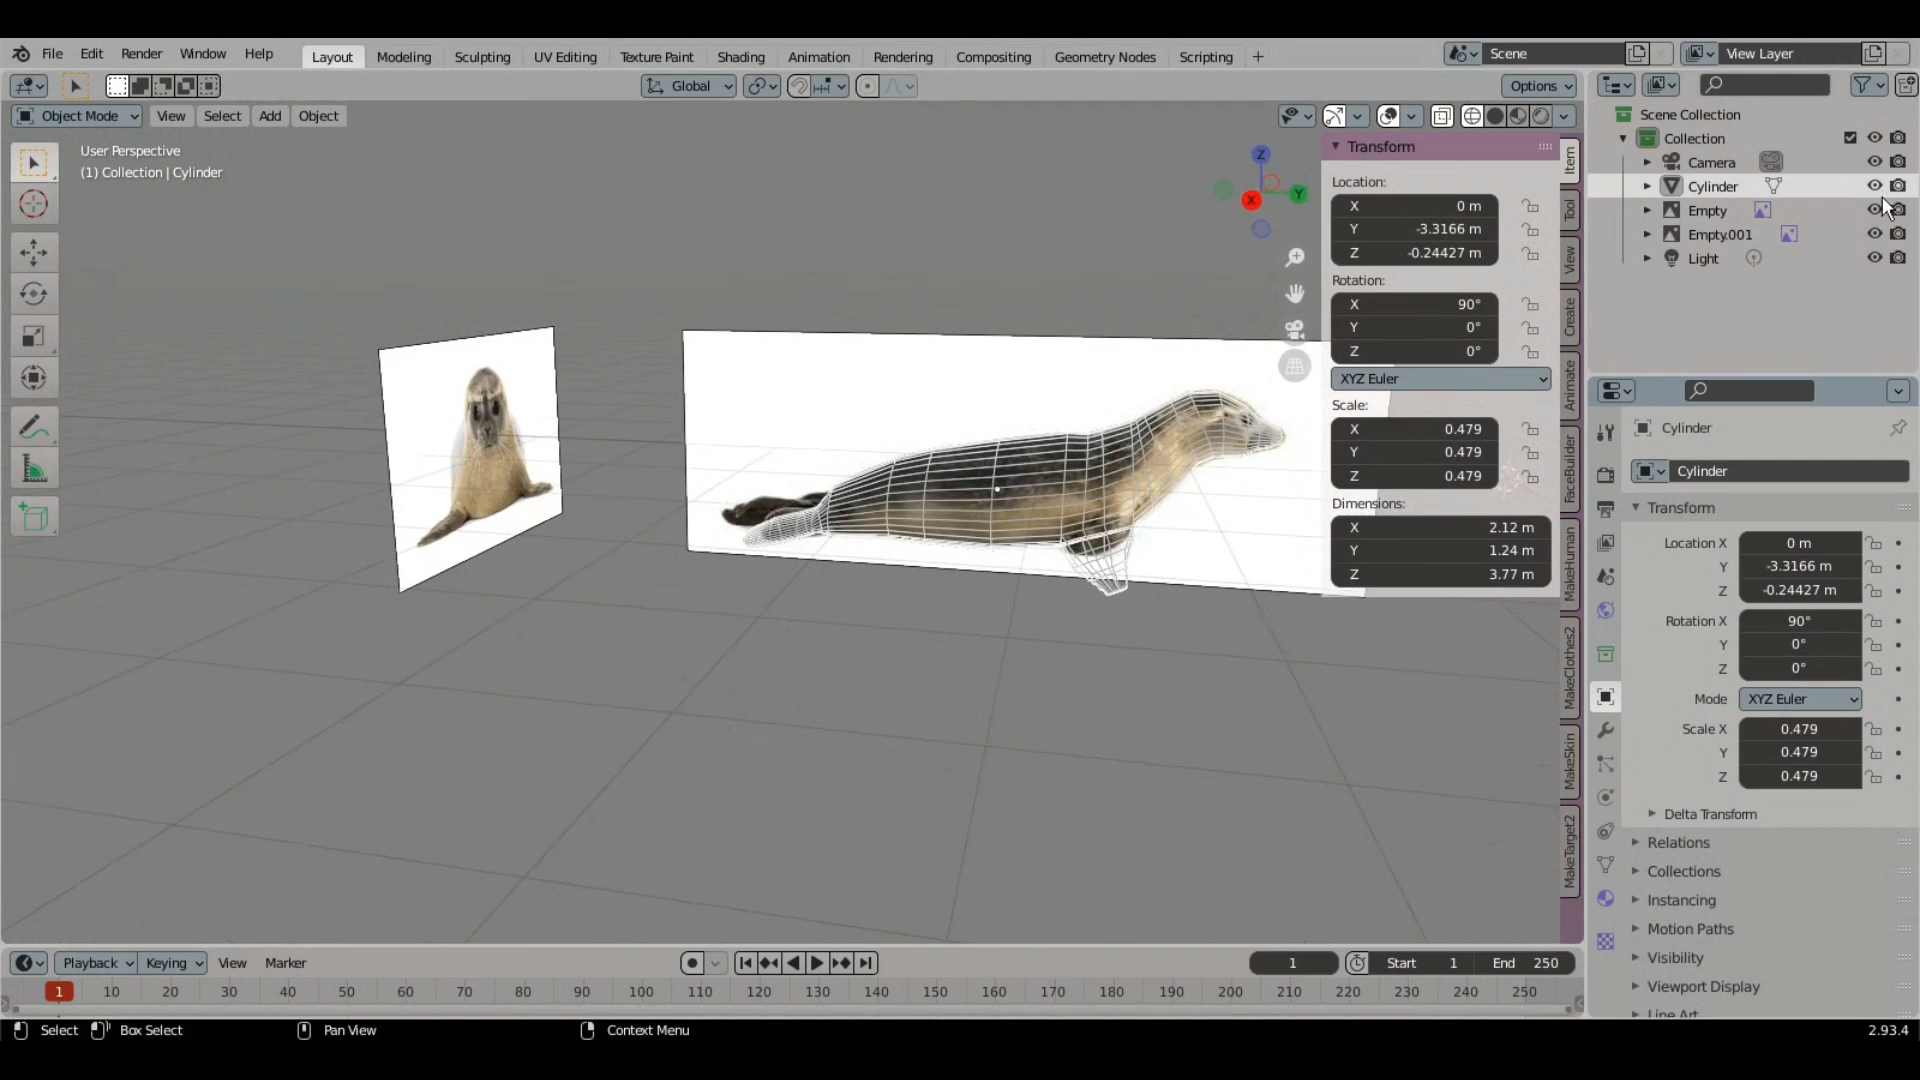 File Edit Render Window Help Layout Modeling Sculpting UV Editing Texture Paint Shading Animation Rendering Compositing Geometry Nodes Scripting + Scene View Layer
Global Options
Object Mode View Select Add Object
User Perspective
(1) Collection | Cylinder
Z
Y
X
Transform
Location:
X 0 m
Y -3.3166 m
Z -0.24427 m
Rotation:
X 90°
Y 0°
Z 0°
XYZ Euler
Scale:
X 0.479
Y 0.479
Z 0.479
Dimensions:
X 2.12 m
Y 1.24 m
Z 3.77 m
Item
Tool
View
Create
Animate
FaceBuilder
MakeHuman
MakeClothes2
MakeSkin
MakeTarget2
Scene Collection
Collection
Camera
Cylinder
Empty
Empty.001
Light
Cylinder
Cylinder
Transform
Location X 0 m
Y -3.3166 m
Z -0.24427 m
Rotation X 90°
Y 0°
Z 0°
Mode XYZ Euler
Scale X 0.479
Y 0.479
Z 0.479
Delta Transform
Relations
Collections
Instancing
Motion Paths
Visibility
Viewport Display
Line Art
Playback Keying View Marker 1 Start 1 End 250
1 10 20 30 40 50 60 70 80 90 100 110 120 130 140 150 160 170 180 190 200 210 220 230 240 250
Select Box Select Pan View Context Menu 2.93.4